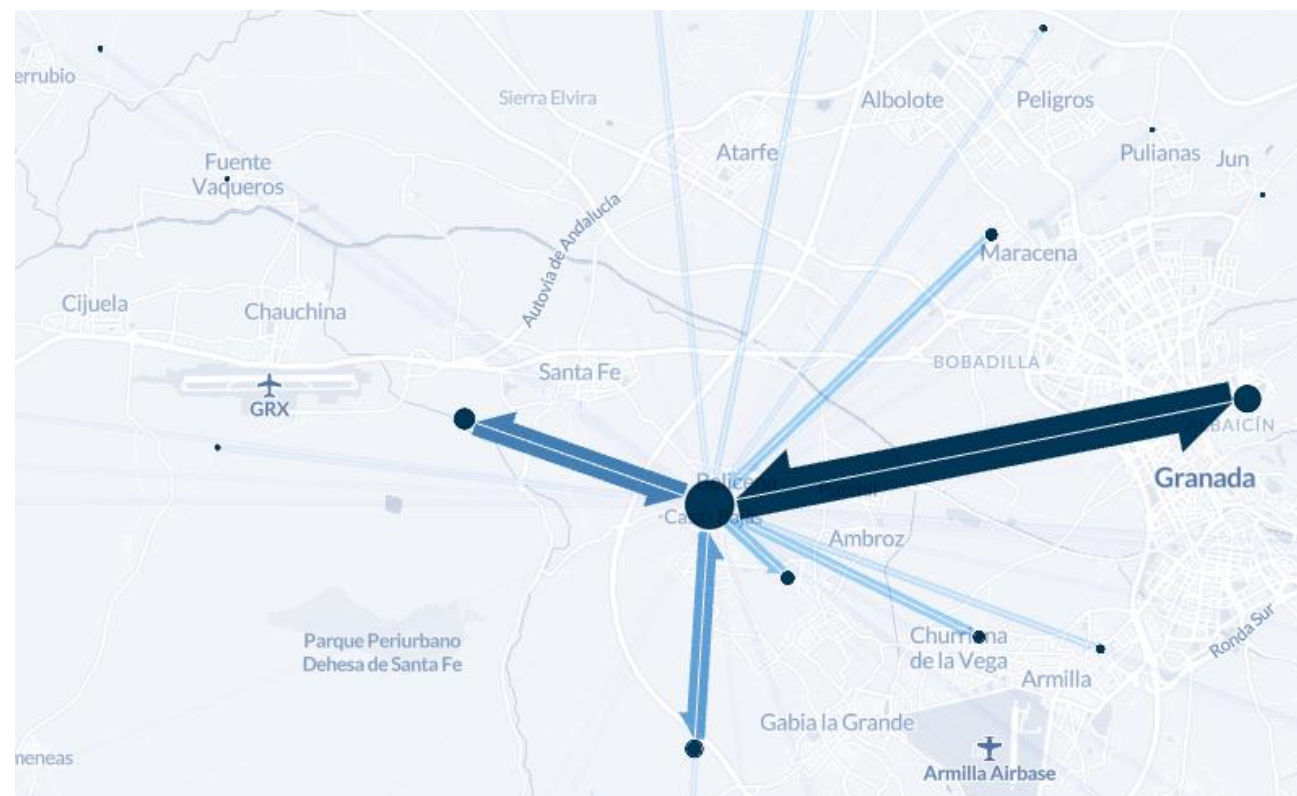 errubio
Sierra Elvira
Albolote
Peligros
Atarfe
Pulianas
Jun
Fuente
Vaqueros
Autovía de Andalucía
Maracena
Cijuela
Chauchina
Santa Fe
BOBADILLA
GRX
BAICÍN
Granada
Ambroz
Parque Periurbano
Dehesa de Santa Fe
Churriana
de la Vega
Ronda Sur
Armilla
Gabia la Grande
meneas
Armilla Airbase